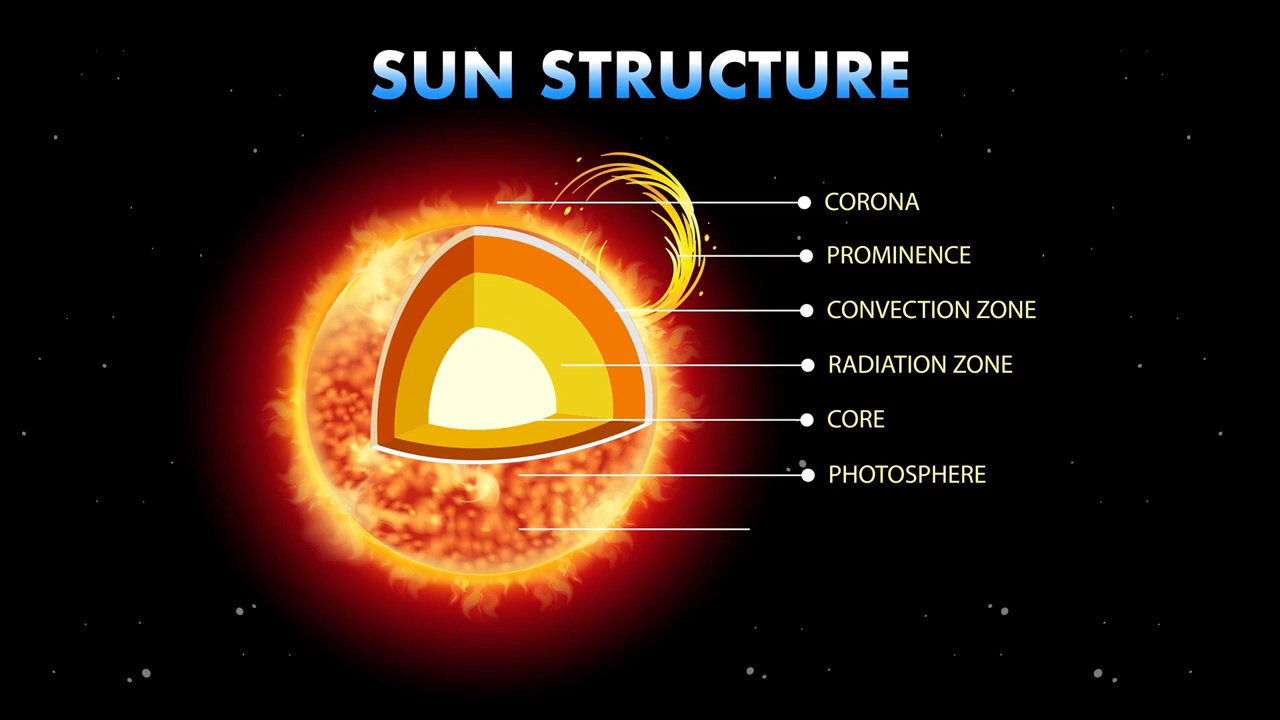 SUN STRUCTURE
CORONA
PROMINENCE
CONVECTION ZONE
RADIATION ZONE
CORE
PHOTOSPHERE